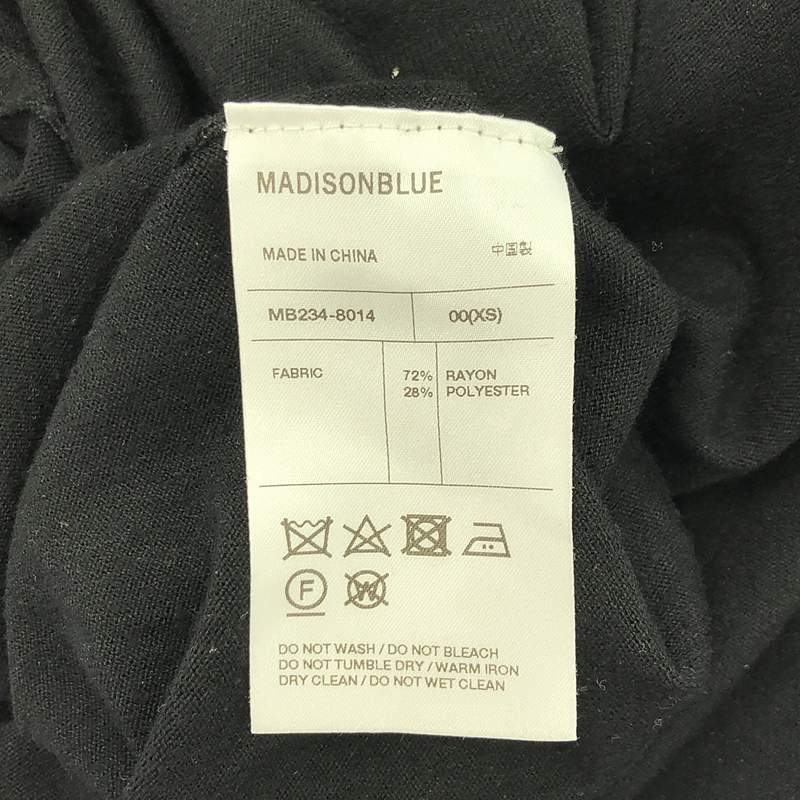 MADISONBLUE
MADE IN CHINA 中国製
MB234-8014 00(XS)
FABRIC 72% RAYON
28% POLYESTER
F W
DO NOT WASH / DO NOT BLEACH
DO NOT TUMBLE DRY / WARM IRON
DRY CLEAN / DO NOT WET CLEAN